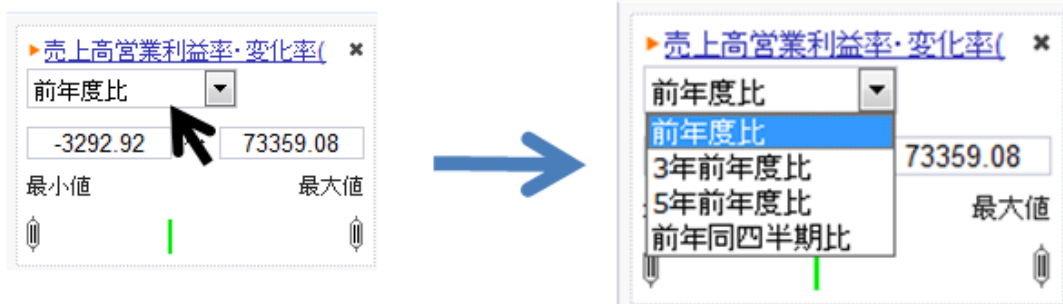 売上高営業利益率・変化率(
前年度比
-3292.92
73359.08
最小値
最大値
売上高営業利益率・変化率(
前年度比
前年度比
3年前年度比
5年前年度比
前年同四半期比
73359.08
最大値